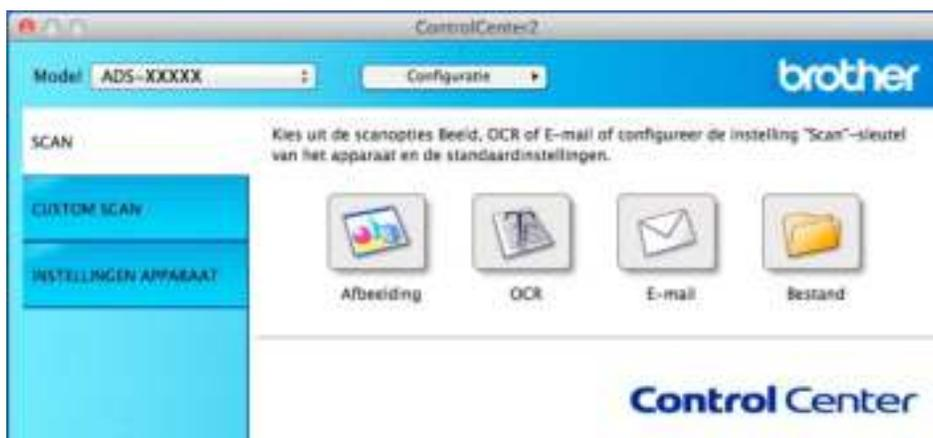 ControlCenter2
Model ADS-XXXXX Configuratie
brother
SCAN
Kies uit de scanopties Beeld, OCR of E-mail of configureer de instelling "Scan"-sleutel
van het apparaat en de standaardinstellingen.
CUSTOM SCAN
INSTELLINGEN APPARAAT
Afbeelding OCR E-mail Bestand
Control Center